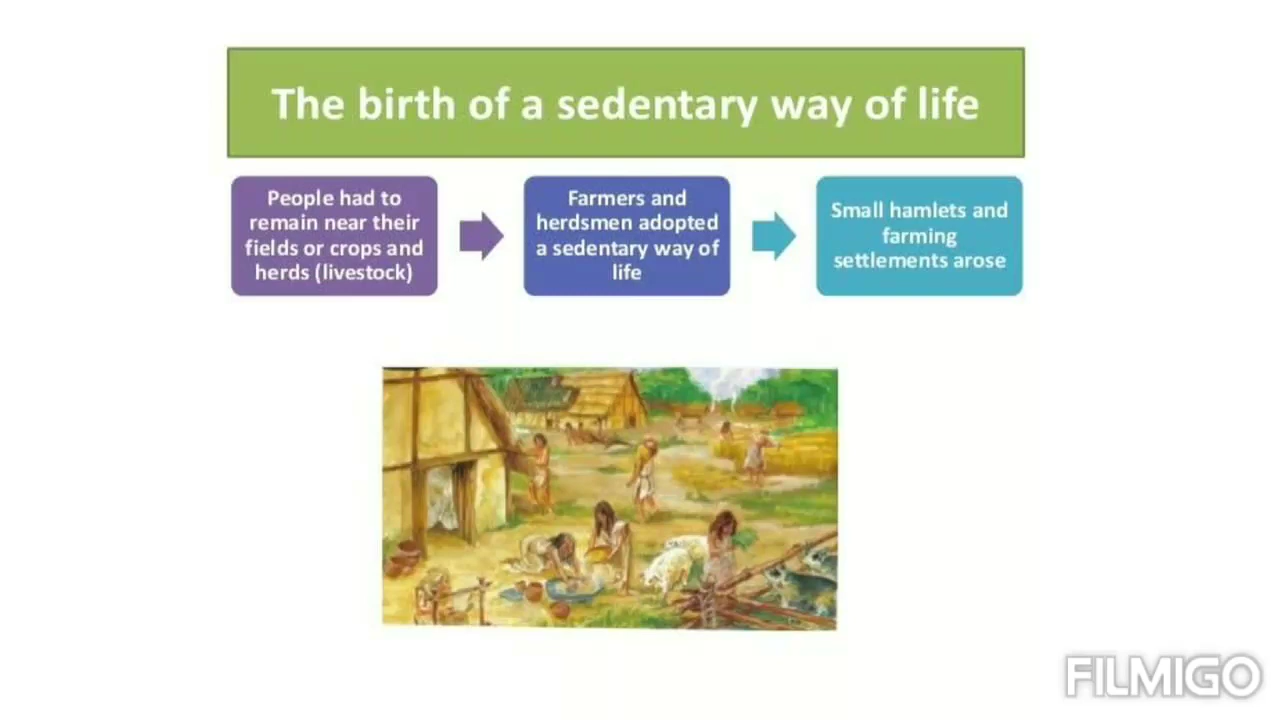 The birth of a sedentary way of life
People had to
remain near their
fields or crops and
herds (livestock)
Farmers and
herdsmen adopted
a sedentary way of
life
Small hamlets and
farming
settlements arose
FILMIGO